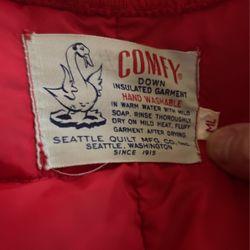 COMFY
DOWN
INSULATED GARMENT
HAND WASHABLE
IN WARM WATER WITH MILD
SOAP. RINSE THOROUGHLY
DRY ON MILD HEAT. FLUFF
GARMENT AFTER DRYING.
SEATTLE QUILT MFG. CO., INC.
SEATTLE, WASHINGTON
SINCE 1915